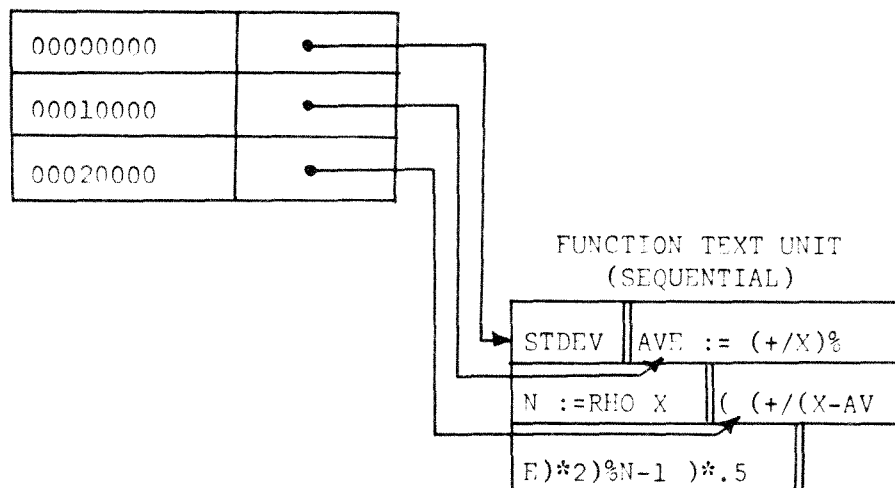 00000000
00010000
00020000
FUNCTION TEXT UNIT
(SEQUENTIAL)
STDEV AVE := (+/X)%
N :=RHO X ( (+/(X-AV
E)*2)%N-1 )*.5